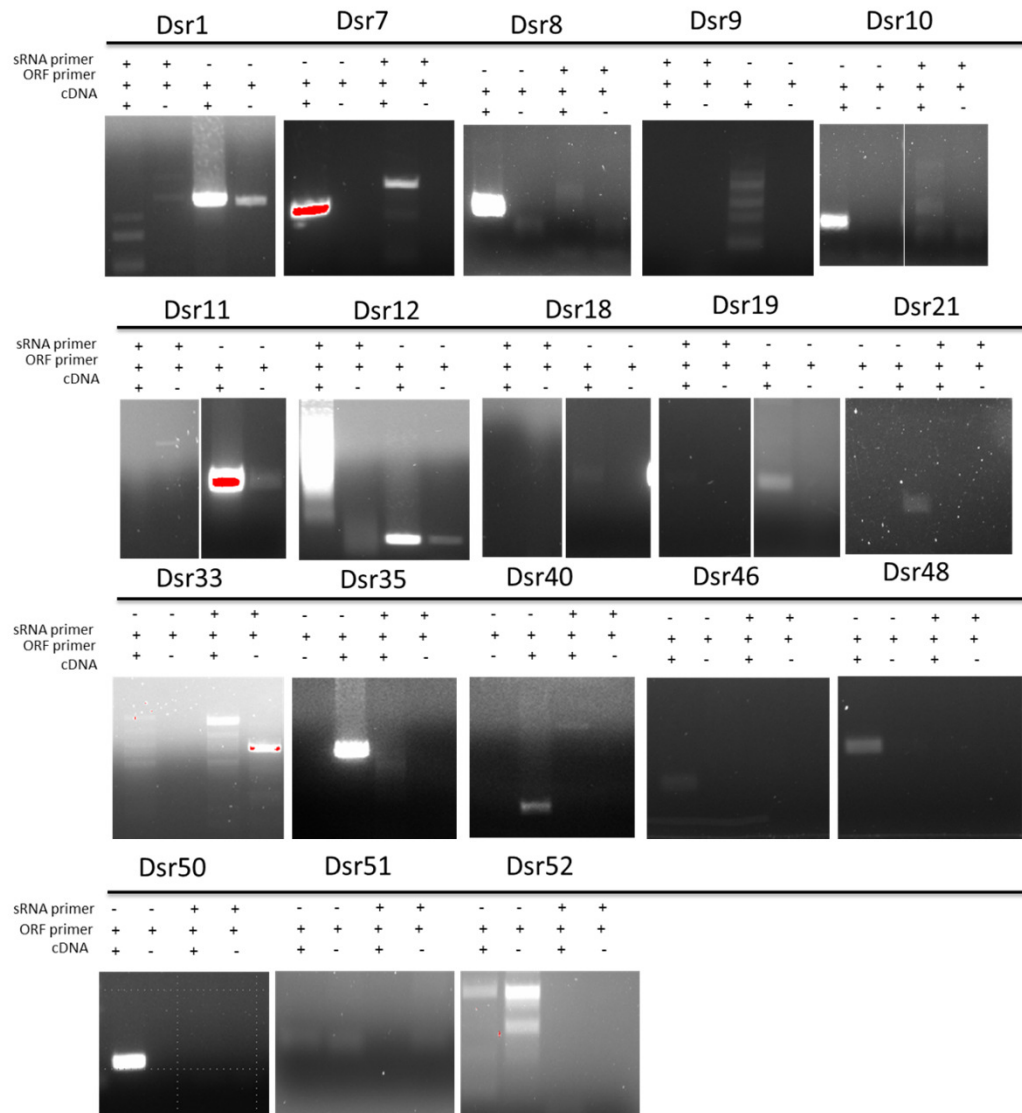 Dsr1 Dsr7 Dsr8 Dsr9 Dsr10
sRNA primer + + - - - - + + - - + + + + - - - - + +
ORF primer + + + + + + + + + + + + + + + + + + + +
cDNA + - + - + - + - + - + - + - + - + - + -
Dsr11 Dsr12 Dsr18 Dsr19 Dsr21
sRNA primer + + - - + + - - + + - - + + - - - - + +
ORF primer + + + + + + + + + + + + + + + + + + + +
cDNA + - + - + - + - + - + - + - + - - + + -
Dsr33 Dsr35 Dsr40 Dsr46 Dsr48
sRNA primer - - + + - - + + - - + + - - + + - - + +
ORF primer + + + + + + + + + + + + + + + + + + + +
cDNA + - + - - + + - - + + - + - + - + - + -
Dsr50 Dsr51 Dsr52
sRNA primer - - + + - - + + - - + +
ORF primer + + + + + + + + + + + +
cDNA + - + - + - + - + - + -